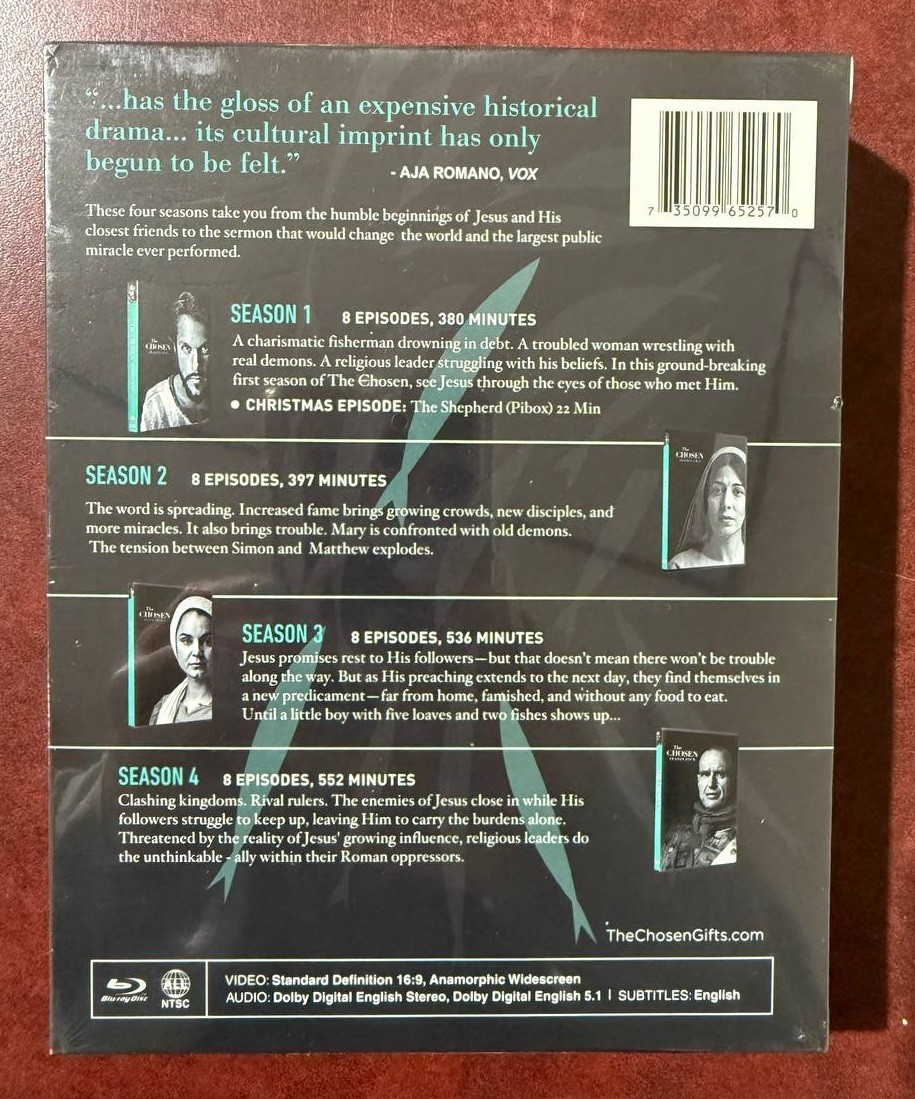 “...has the gloss of an expensive historical
drama... its cultural imprint has only
begun to be felt.”
- AJA ROMANO, VOX
7 35099 65257 0
These four seasons take you from the humble beginnings of Jesus and His
closest friends to the sermon that would change the world and the largest public
miracle ever performed.
The CHOSEN
SEASON 1 8 EPISODES, 380 MINUTES
A charismatic fisherman drowning in debt. A troubled woman wrestling with
real demons. A religious leader struggling with his beliefs. In this ground-breaking
first season of The Chosen, see Jesus through the eyes of those who met Him.
• CHRISTMAS EPISODE: The Shepherd (Pibox) 22 Min
SEASON 2 8 EPISODES, 397 MINUTES
The word is spreading. Increased fame brings growing crowds, new disciples, and
more miracles. It also brings trouble. Mary is confronted with old demons.
The tension between Simon and Matthew explodes.
The CHOSEN
The CHOSEN
SEASON 3 8 EPISODES, 536 MINUTES
Jesus promises rest to His followers—but that doesn't mean there won't be trouble
along the way. But as His preaching extends to the next day, they find themselves in
a new predicament—far from home, famished, and without any food to eat.
Until a little boy with five loaves and two fishes shows up...
SEASON 4 8 EPISODES, 552 MINUTES
Clashing kingdoms. Rival rulers. The enemies of Jesus close in while His
followers struggle to keep up, leaving Him to carry the burdens alone.
Threatened by the reality of Jesus' growing influence, religious leaders do
the unthinkable - ally within their Roman oppressors.
The CHOSEN
TheChosenGifts.com
Blu-ray Disc
ALL
NTSC
VIDEO: Standard Definition 16:9, Anamorphic Widescreen
AUDIO: Dolby Digital English Stereo, Dolby Digital English 5.1 | SUBTITLES: English